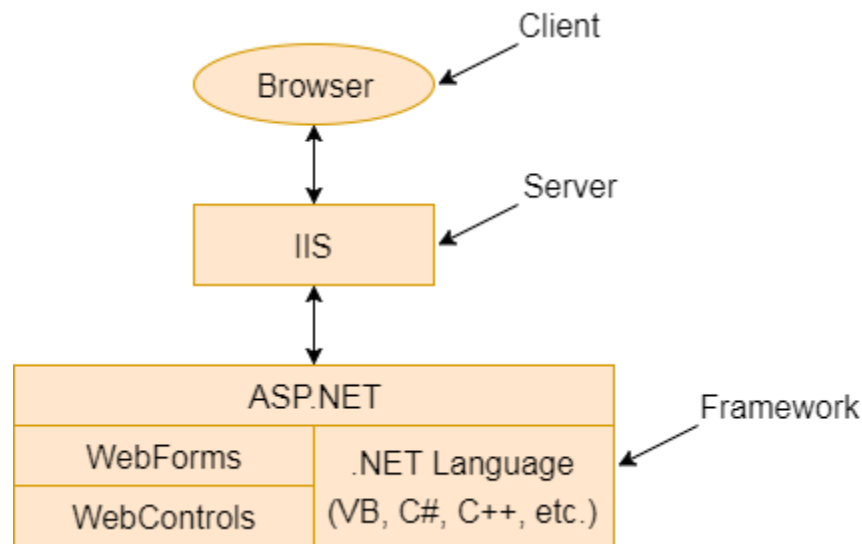 Client
Browser
Server
IIS
ASP.NET
Framework
WebForms
.NET Language
(VB, C#, C++, etc.)
WebControls